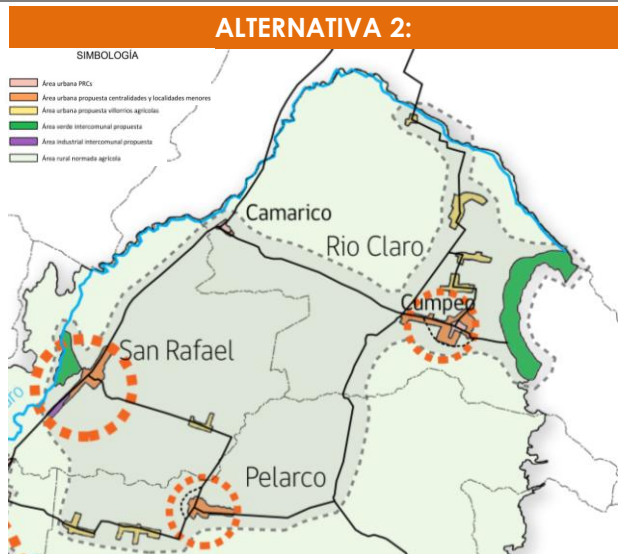 ALTERNATIVA 2:
SIMBOLOGÍA
Área urbana PRCs
Área urbana propuesta centralidades y localidades menores
Área urbana propuesta villorrios agrícolas
Área verde intercomunal propuesta
Área industrial intercomunal propuesta
Área rural normada agrícola
Camarico
Rio Claro
Cumpeo
San Rafael
Pelarco